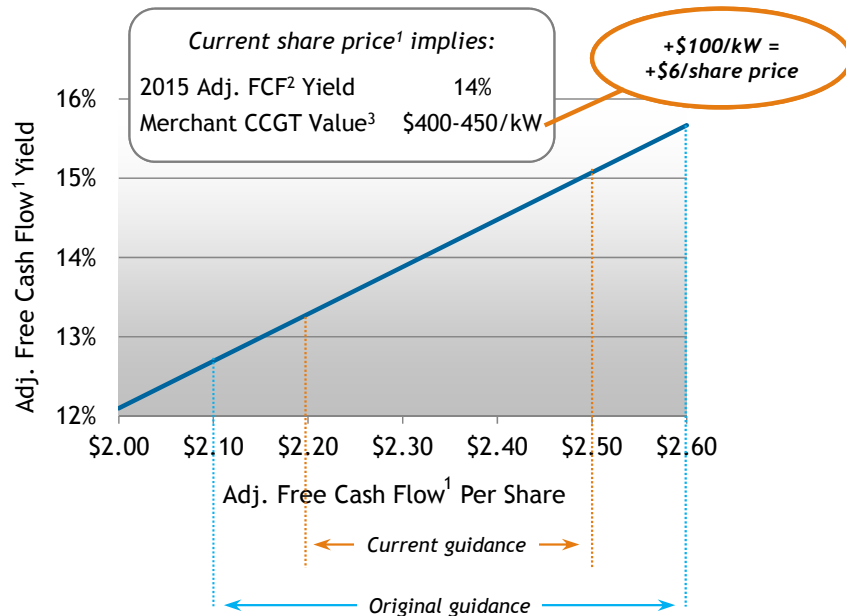 Current share price¹ implies:
2015 Adj. FCF² Yield 14%
Merchant CCGT Value³ $400-450/kW
+$100/kW =
+$6/share price
Adj. Free Cash Flow¹ Yield
16%
15%
14%
13%
12%
$2.00 $2.10 $2.20 $2.30 $2.40 $2.50 $2.60
Adj. Free Cash Flow¹ Per Share
Current guidance
Original guidance